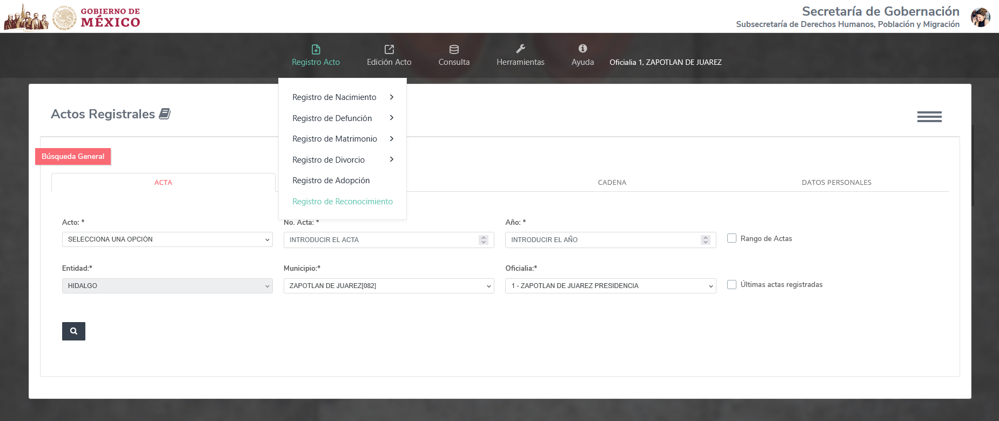 GOBIERNO DE
MÉXICO
Secretaría de Gobernación
Subsecretaría de Derechos Humanos, Población y Migración
Registro Acto
Edición Acto
Consulta
Herramientas
Ayuda
Oficialia 1, ZAPOTLAN DE JUAREZ
Registro de Nacimiento
Registro de Defunción
Registro de Matrimonio
Registro de Divorcio
Registro de Adopción
Registro de Reconocimiento
Actos Registrales
Búsqueda General
ACTA
CADENA
DATOS PERSONALES
Acto: *
No. Acta: *
Año: *
SELECCIONA UNA OPCIÓN
INTRODUCIR EL ACTA
INTRODUCIR EL AÑO
Rango de Actas
Entidad:*
Municipio:*
Oficialia:*
HIDALGO
ZAPOTLAN DE JUAREZ[082]
1 - ZAPOTLAN DE JUAREZ PRESIDENCIA
Últimas actas registradas